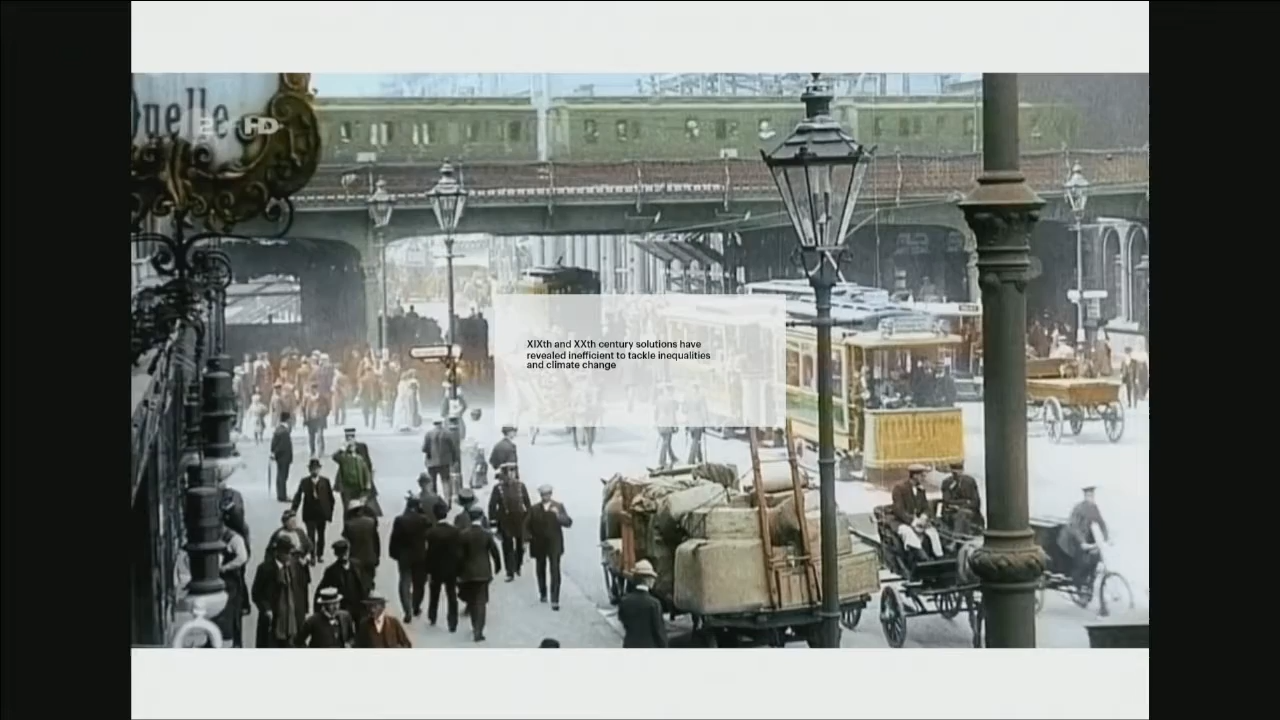 Quelle
HD
XIXth and XXth century solutions have
revealed inefficient to tackle inequalities
and climate change